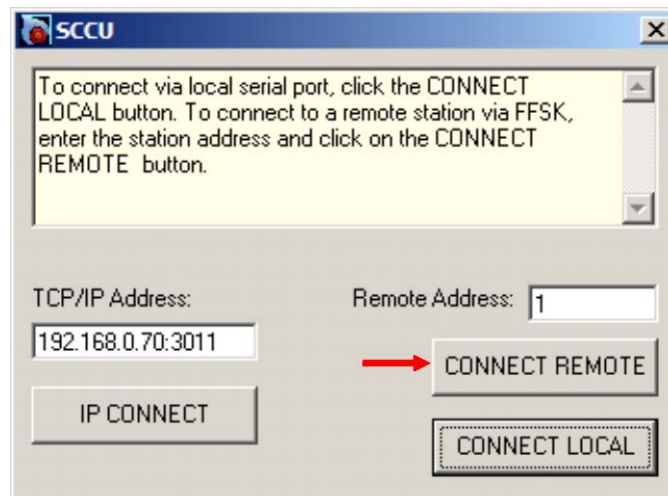 SCCU
To connect via local serial port, click the CONNECT
LOCAL button. To connect to a remote station via FFSK,
enter the station address and click on the CONNECT
REMOTE button.
TCP/IP Address:
Remote Address: 1
192.168.0.70:3011
CONNECT REMOTE
IP CONNECT
CONNECT LOCAL